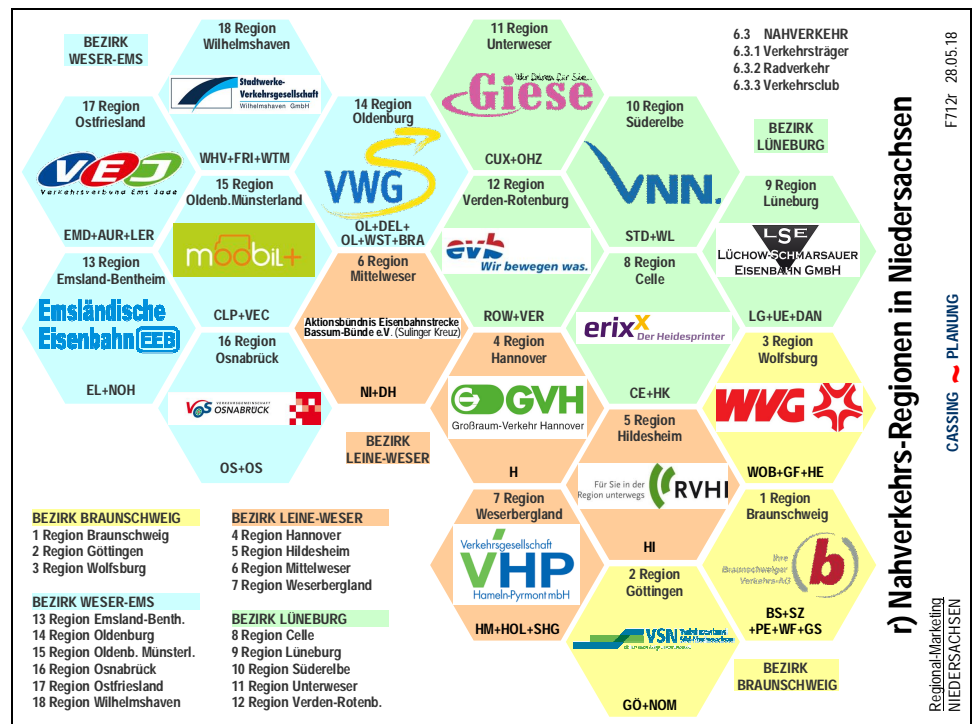 18 Region
Wilhelmshaven
Stadtwerke-
Verkehrsgesellschaft
Wilhelmshaven GmbH
WHV+FRI+WTM
11 Region
Unterweser
Wir fahren für Sie...
Giese
CUX+OHZ
6.3 NAHVERKEHR
6.3.1 Verkehrsträger
6.3.2 Radverkehr
6.3.3 Verkehrsclub
BEZIRK
WESER-EMS
17 Region
Ostfriesland
VEJ
Verkehrsverbund Ems Jade
EMD+AUR+LER
14 Region
Oldenburg
VWG
OL+DEL+
OL+WST+BRA
10 Region
Süderelbe
VNN.
STD+WL
BEZIRK
LÜNEBURG
15 Region
Oldenb.Münsterland
moobil+
CLP+VEC
12 Region
Verden-Rotenburg
evb
Wir bewegen was.
ROW+VER
9 Region
Lüneburg
LSE
LÜCHOW-SCHMARSAUER
EISENBAHN GMBH
LG+UE+DAN
13 Region
Emsland-Bentheim
Emsländische
Eisenbahn EEB
EL+NOH
6 Region
Mittelweser
Aktionsbündnis Eisenbahnstrecke
Bassum-Bünde e.V. (Sulinger Kreuz)
NI+DH
8 Region
Celle
erixx
Der Heidesprinter
CE+HK
16 Region
Osnabrück
VOS
VERKEHRSGEMEINSCHAFT
OSNABRÜCK
OS+OS
4 Region
Hannover
GVH
Großraum-Verkehr Hannover
H
3 Region
Wolfsburg
WVG
WOB+GF+HE
BEZIRK
LEINE-WESER
5 Region
Hildesheim
Für Sie in der
Region unterwegs
RVHI
HI
7 Region
Weserbergland
Verkehrsgesellschaft
VHP
Hameln-Pyrmont mbH
HM+HOL+SHG
1 Region
Braunschweig
Ihre
Braunschweiger
Verkehrs-AG
b
BS+SZ
+PE+WF+GS
2 Region
Göttingen
VSN
GÖ+NOM
BEZIRK
BRAUNSCHWEIG
BEZIRK BRAUNSCHWEIG
1 Region Braunschweig
2 Region Göttingen
3 Region Wolfsburg
BEZIRK LEINE-WESER
4 Region Hannover
5 Region Hildesheim
6 Region Mittelweser
7 Region Weserbergland
BEZIRK WESER-EMS
13 Region Emsland-Benth.
14 Region Oldenburg
15 Region Oldenb. Münsterl.
16 Region Osnabrück
17 Region Ostfriesland
18 Region Wilhelmshaven
BEZIRK LÜNEBURG
8 Region Celle
9 Region Lüneburg
10 Region Süderelbe
11 Region Unterweser
12 Region Verden-Rotenb.
r) Nahverkehrs-Regionen in Niedersachsen
F712r 28.05.18
CASSING ~ PLANUNG
Regional-Marketing
NIEDERSACHSEN